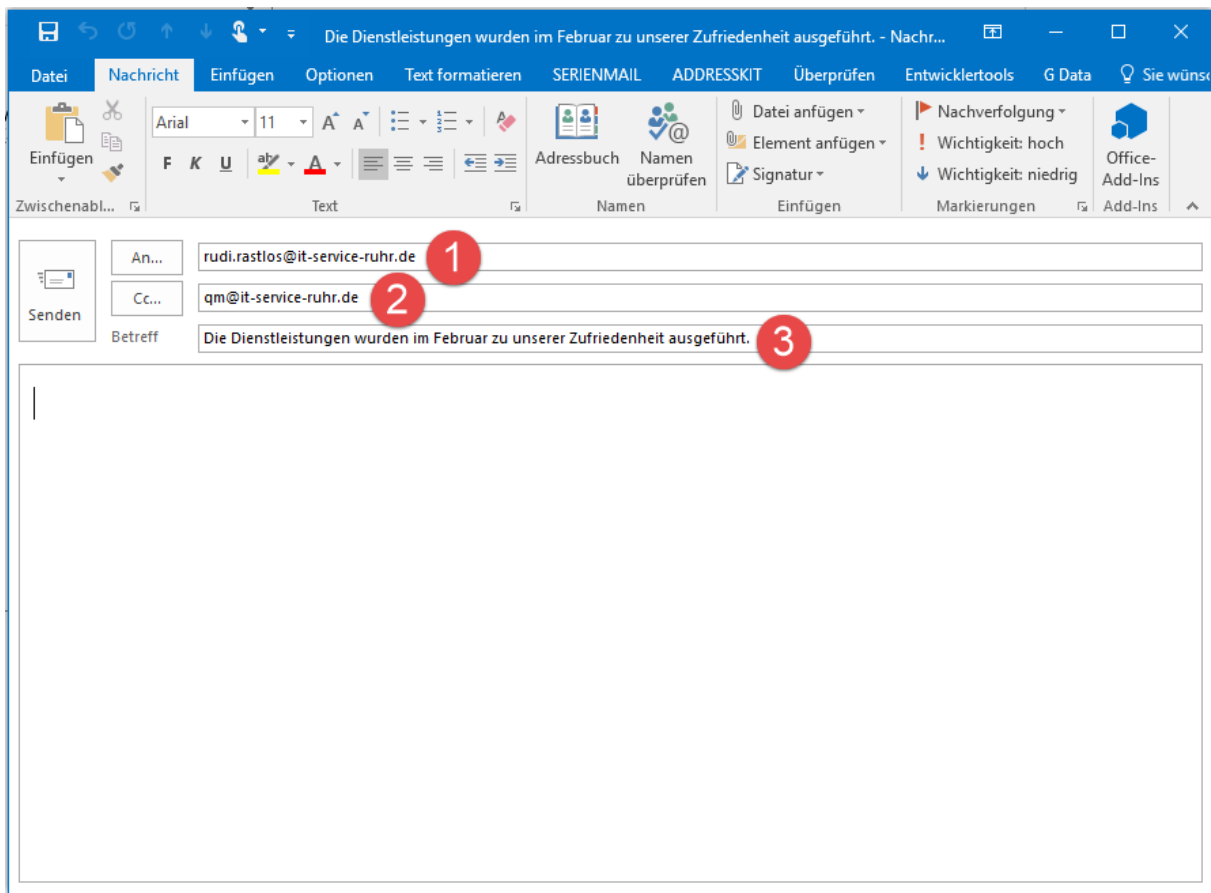 Die Dienstleistungen wurden im Februar zu unserer Zufriedenheit ausgeführt. - Nachr...
Datei Nachricht Einfügen Optionen Text formatieren SERIENMAIL ADDRESSKIT Überprüfen Entwicklertools G Data Sie wünsc
Einfügen
Arial 11 A A
F K U ab A
Adressbuch
Namen überprüfen
Datei anfügen
Element anfügen
Signatur
Nachverfolgung
! Wichtigkeit: hoch
Wichtigkeit: niedrig
Office-
Add-Ins
Zwischenabl... Text Namen Einfügen Markierungen Add-Ins
Senden
An... rudi.rastlos@it-service-ruhr.de 1
Cc... qm@it-service-ruhr.de 2
Betreff Die Dienstleistungen wurden im Februar zu unserer Zufriedenheit ausgeführt. 3